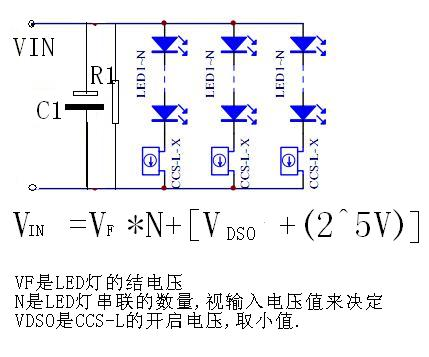 VIN
R1
C1
LED1~N
LED1~N
LED1~N
CCS-L-X
CCS-L-X
CCS-L-X
VIN =VF*N+[VDSO +(2^5V)]
VF是LED灯的结电压
N是LED灯串联的数量,视输入电压值来决定
VDSO是CCS-L的开启电压,取小值.